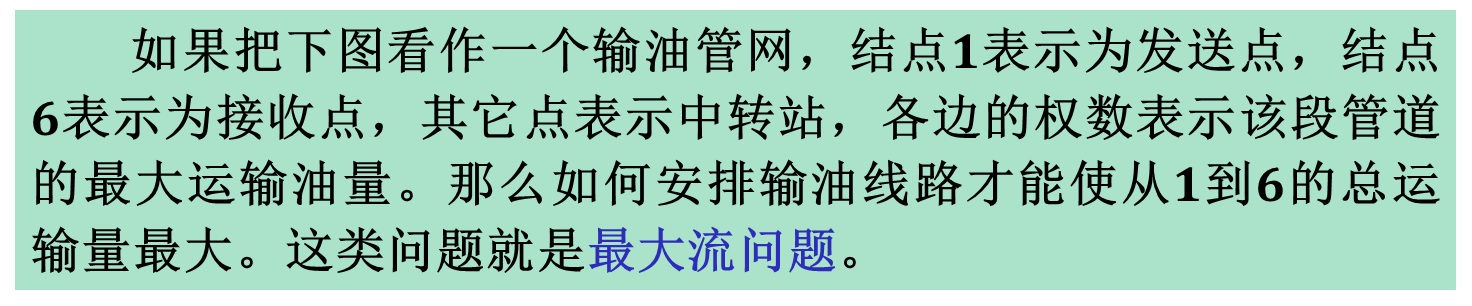 如果把下图看作一个输油管网，结点1表示为发送点，结点
6表示为接收点，其它点表示中转站，各边的权数表示该段管道
的最大运输油量。那么如何安排输油线路才能使从1到6的总运
输量最大。这类问题就是最大流问题。